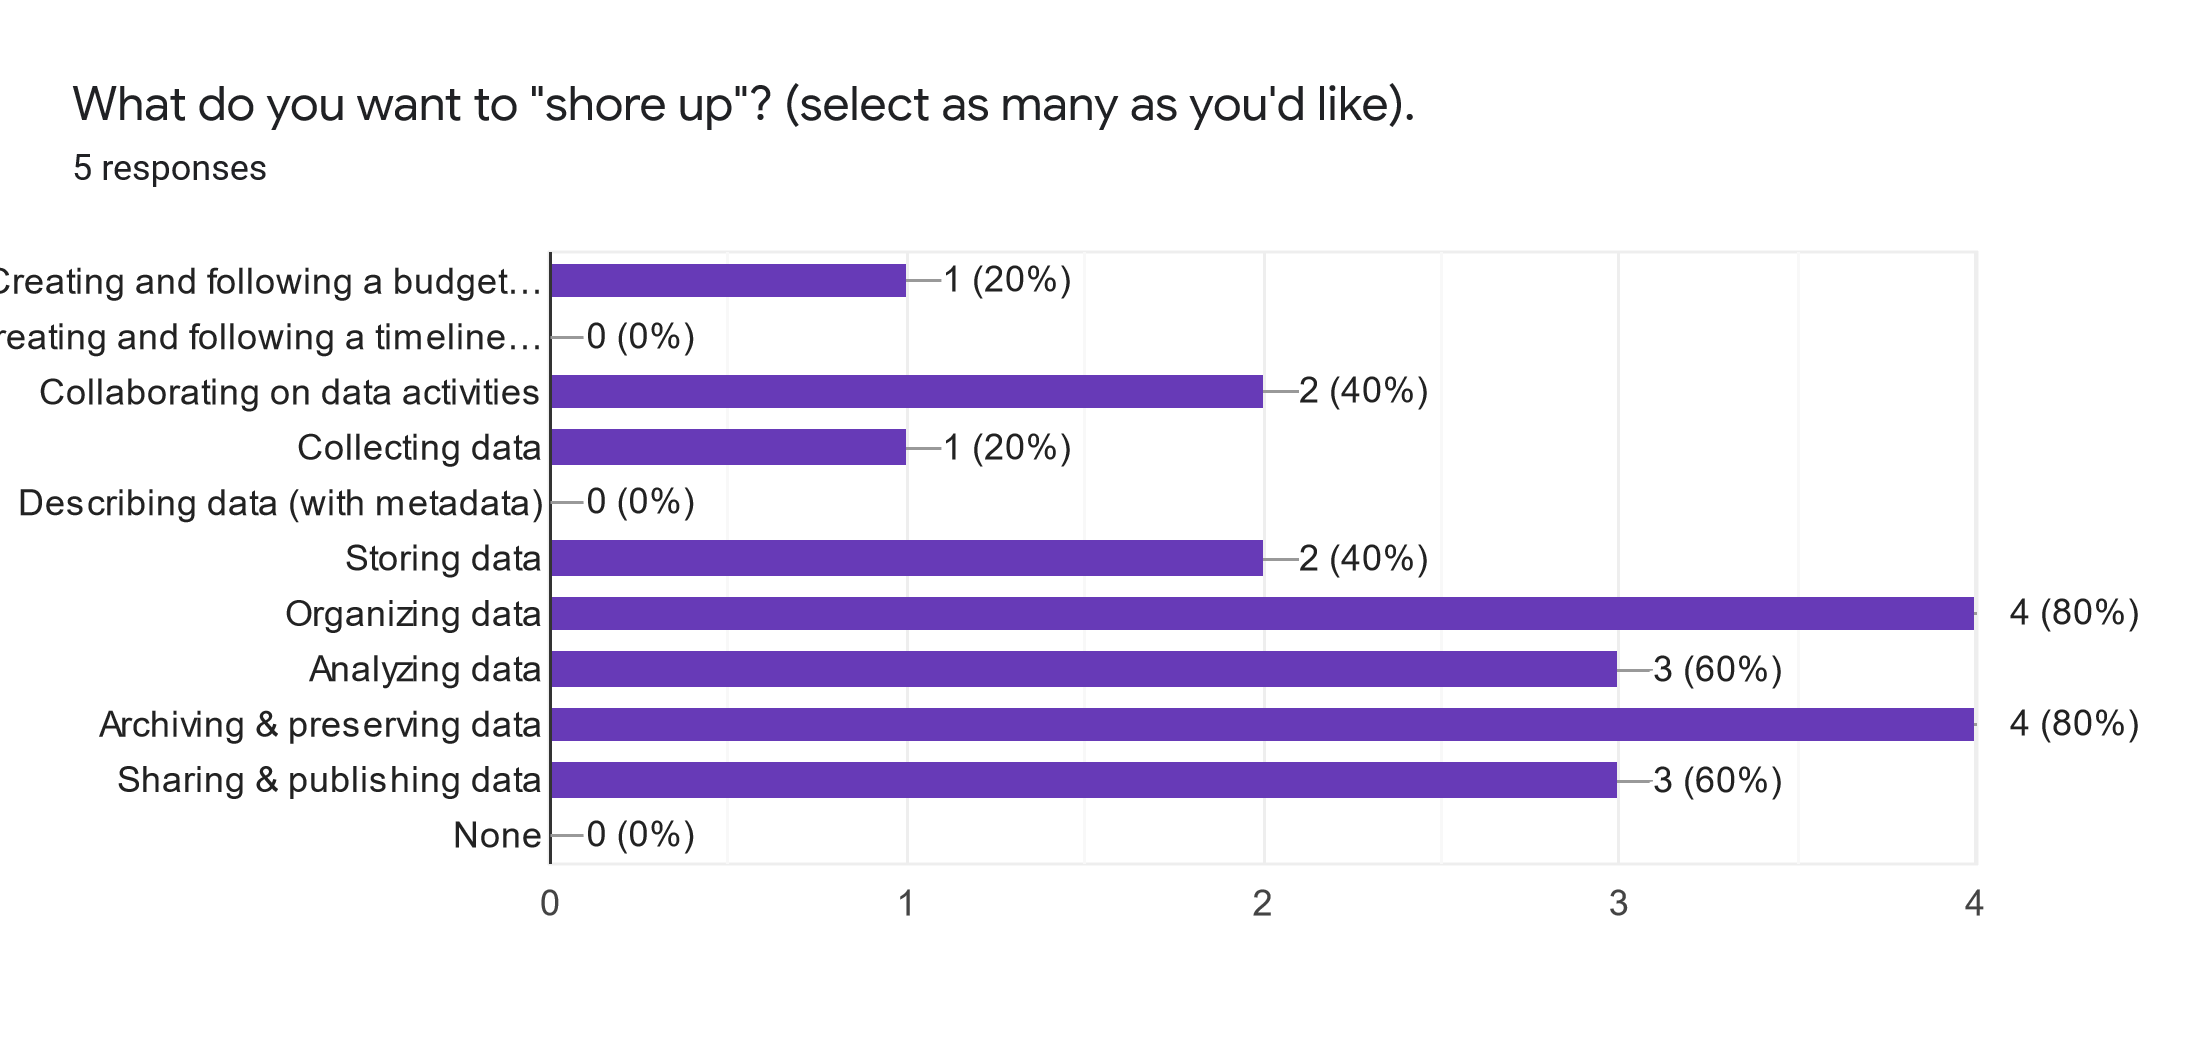 What do you want to "shore up"? (select as many as you'd like).
5 responses
Creating and following a budget…
1 (20%)
reating and following a timeline…
0 (0%)
Collaborating on data activities
2 (40%)
Collecting data
1 (20%)
Describing data (with metadata)
0 (0%)
Storing data
2 (40%)
Organizing data
4 (80%)
Analyzing data
3 (60%)
Archiving & preserving data
4 (80%)
Sharing & publishing data
3 (60%)
None
0 (0%)
0 1 2 3 4